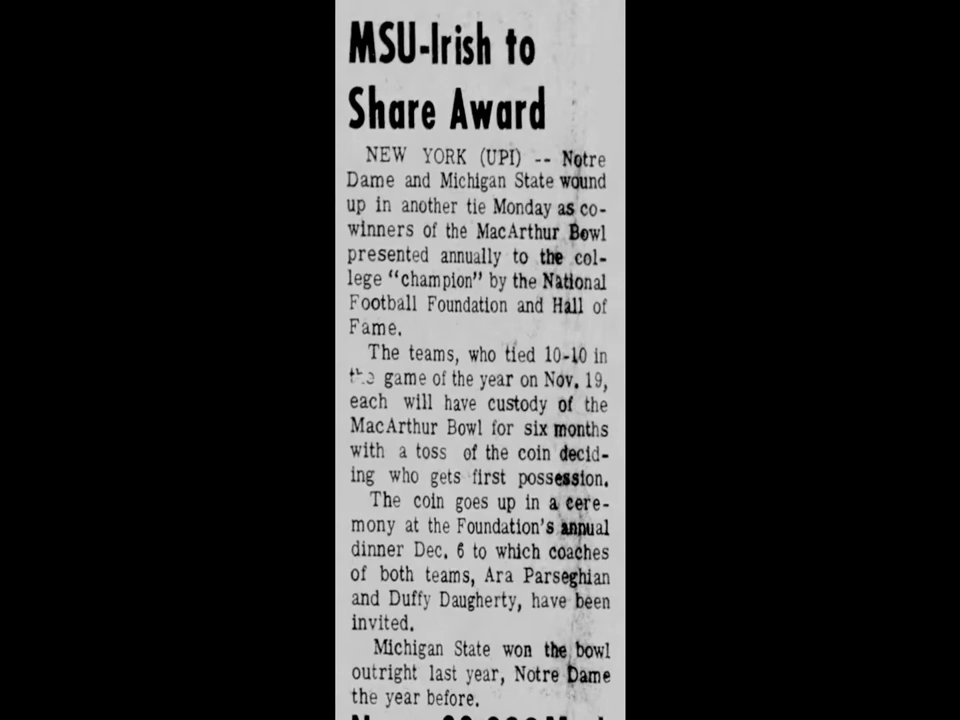 MSU-Irish to
Share Award
NEW YORK (UPI) -- Notre
Dame and Michigan State wound
up in another tie Monday as co-
winners of the MacArthur Bowl
presented annually to the col-
lege "champion" by the National
Football Foundation and Hall of
Fame.
The teams, who tied 10-10 in
the game of the year on Nov. 19,
each will have custody of the
MacArthur Bowl for six months
with a toss of the coin decid-
ing who gets first possession.
The coin goes up in a cere-
mony at the Foundation's annual
dinner Dec. 6 to which coaches
of both teams, Ara Parseghian
and Duffy Daugherty, have been
invited.
Michigan State won the bowl
outright last year, Notre Dame
the year before.